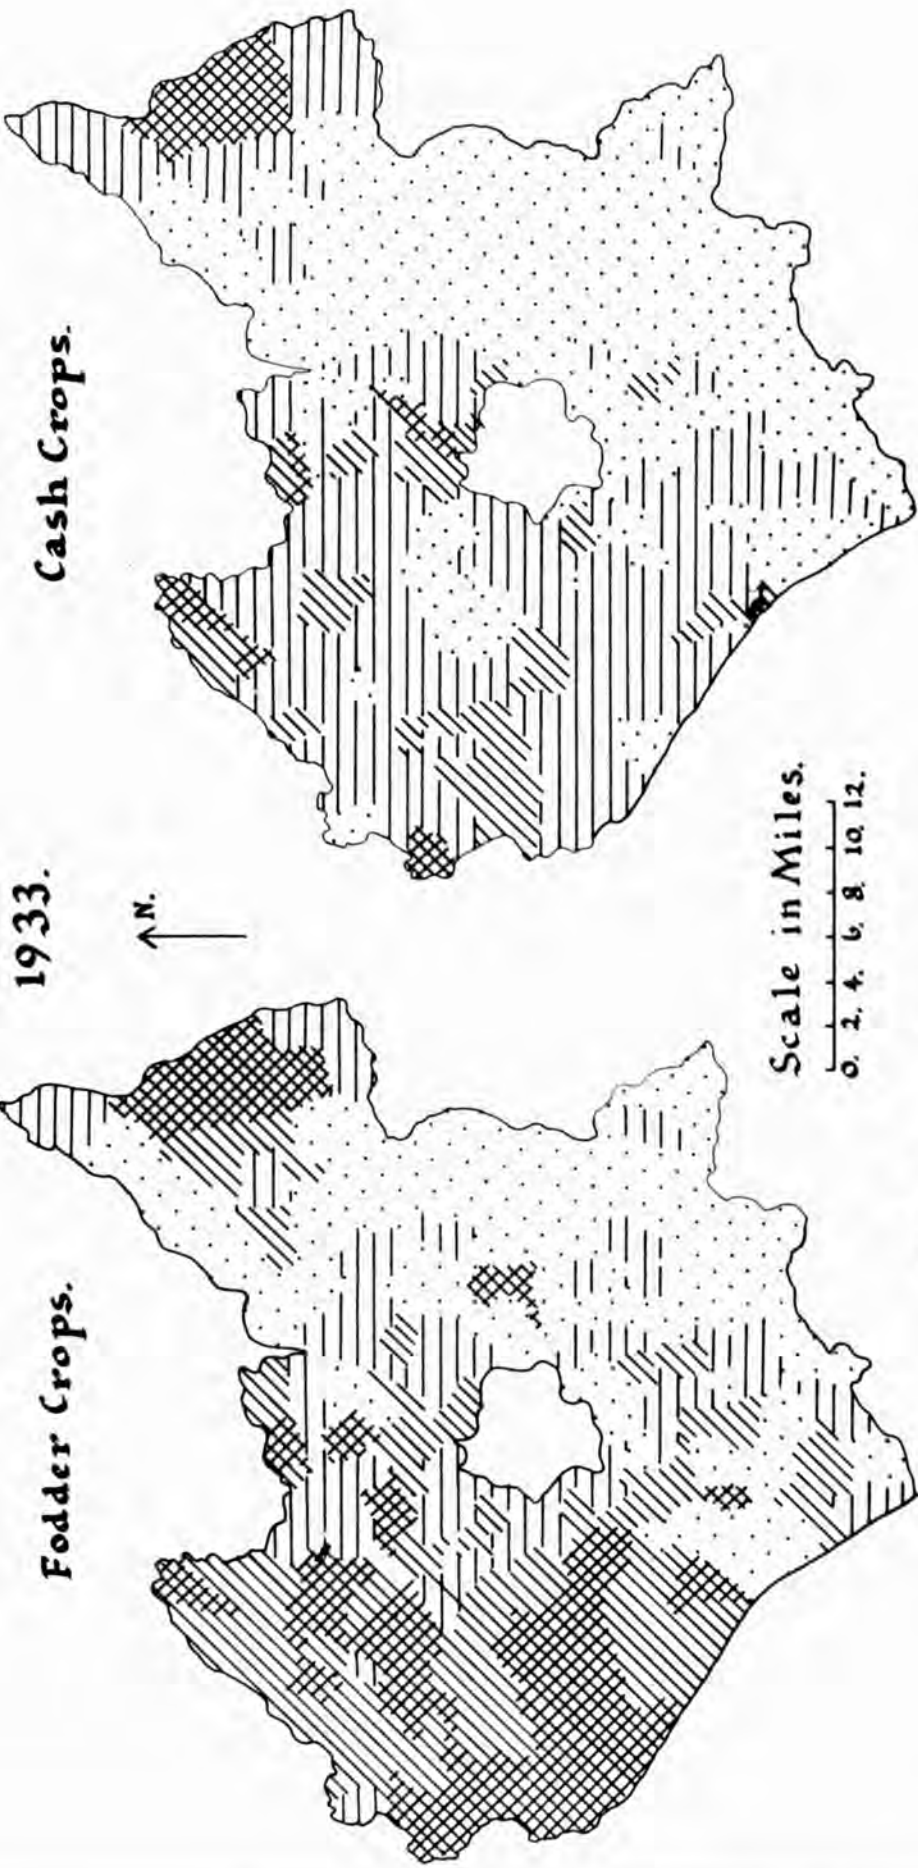 1933.
Fodder Crops.
Cash Crops.
N.
Scale in Miles.
0. 2. 4. 6. 8. 10. 12.